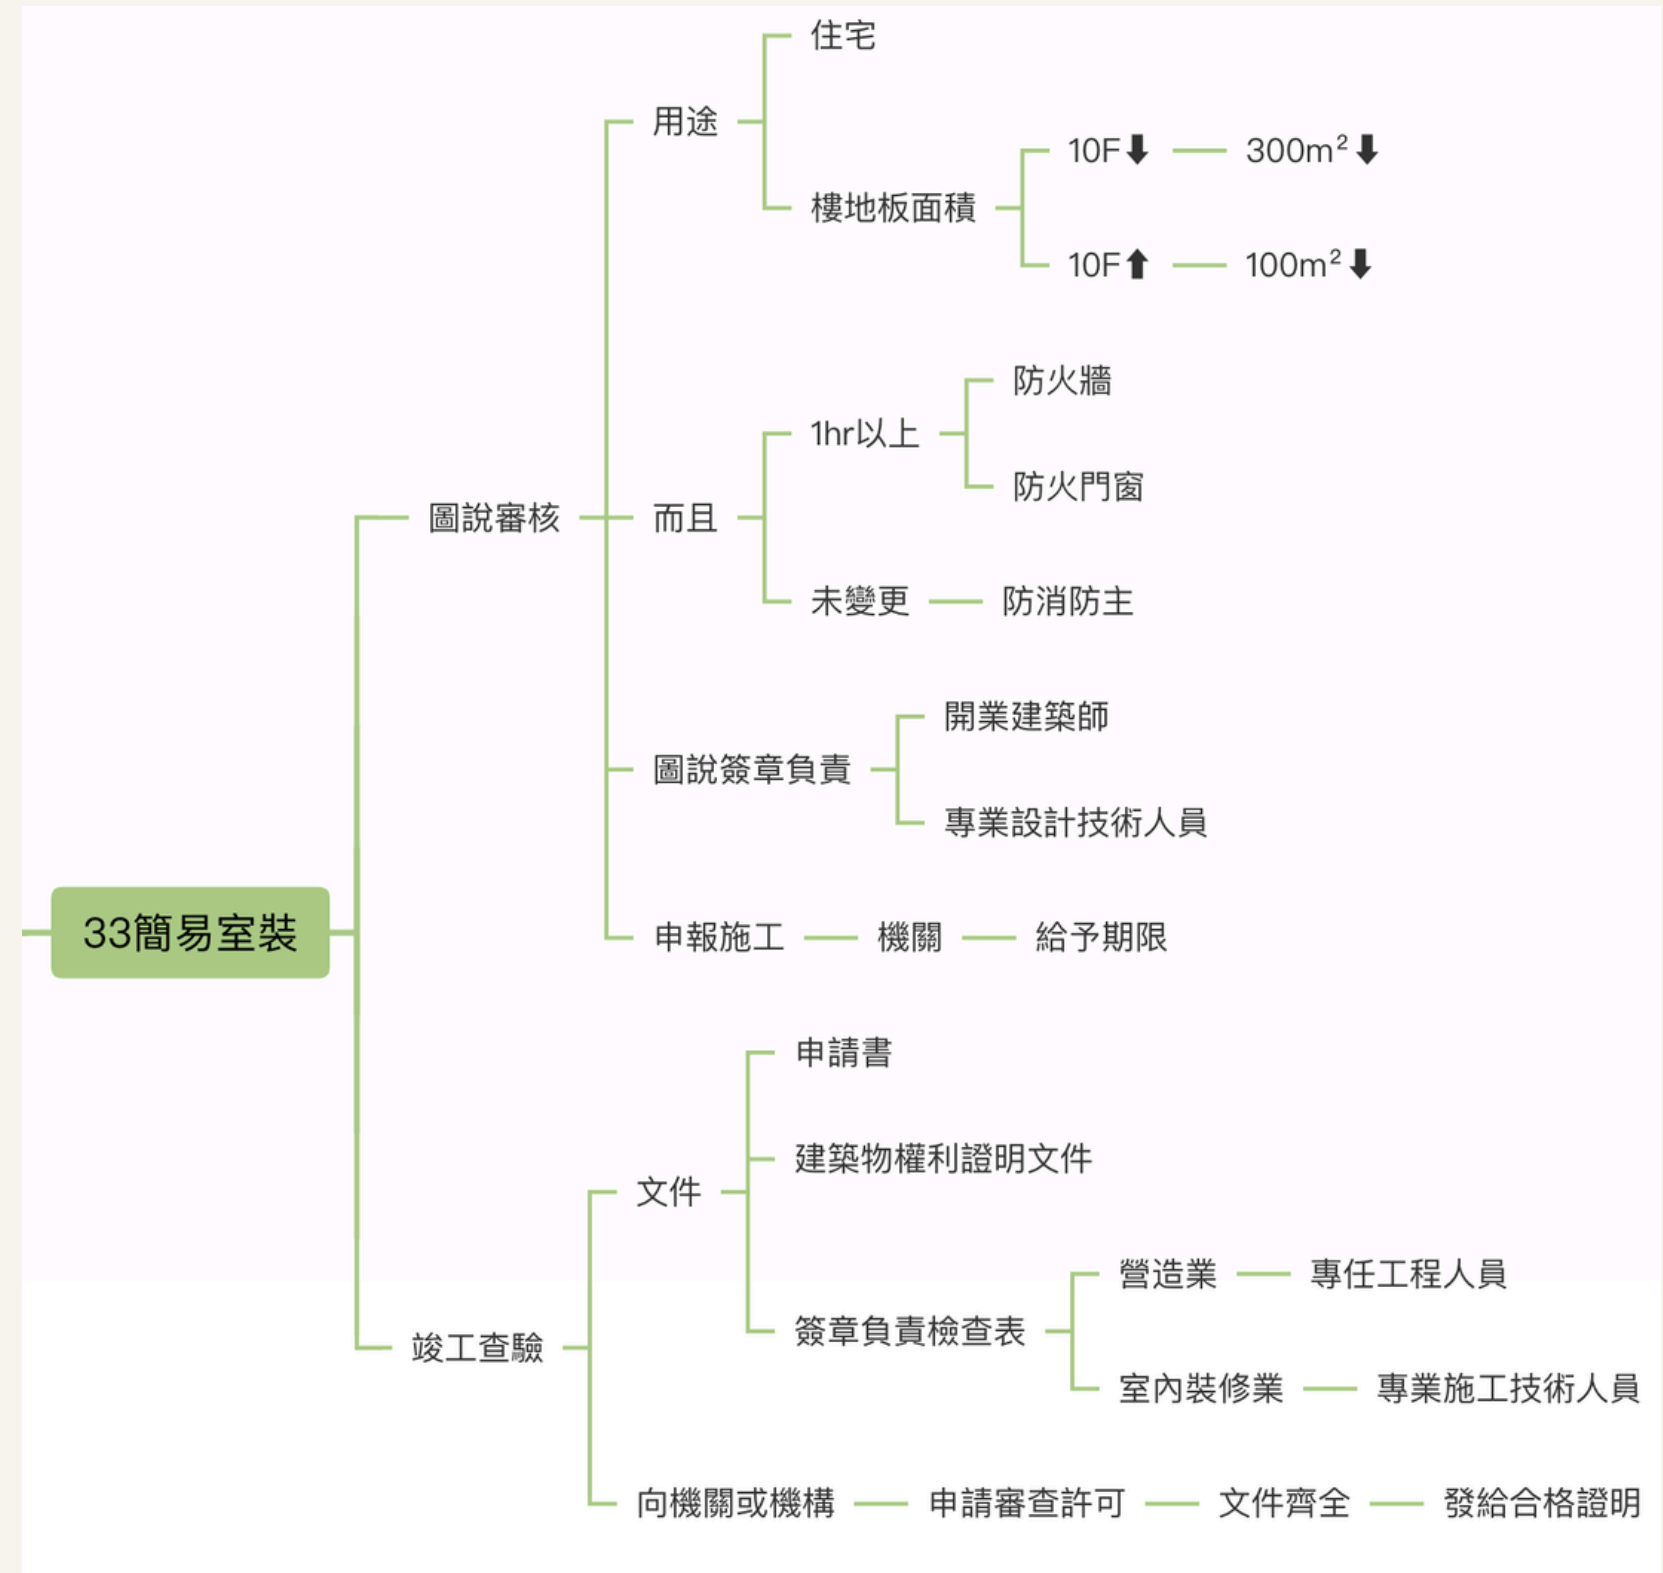 住宅
用途
10F⬇ 300m²⬇
樓地板面積
10F⬆ 100m²⬇
防火牆
1hr以上
防火門窗
圖說審核
而且
未變更 防消防主
開業建築師
圖說簽章負責
專業設計技術人員
33簡易室裝
申報施工 機關 給予期限
申請書
建築物權利證明文件
文件
營造業 專任工程人員
簽章負責檢查表
竣工查驗
室內裝修業 專業施工技術人員
向機關或機構 申請審查許可 文件齊全 發給合格證明